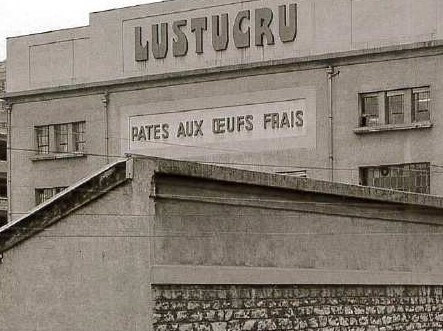 LUSTUCRU
PATES AUX ŒUFS FRAIS